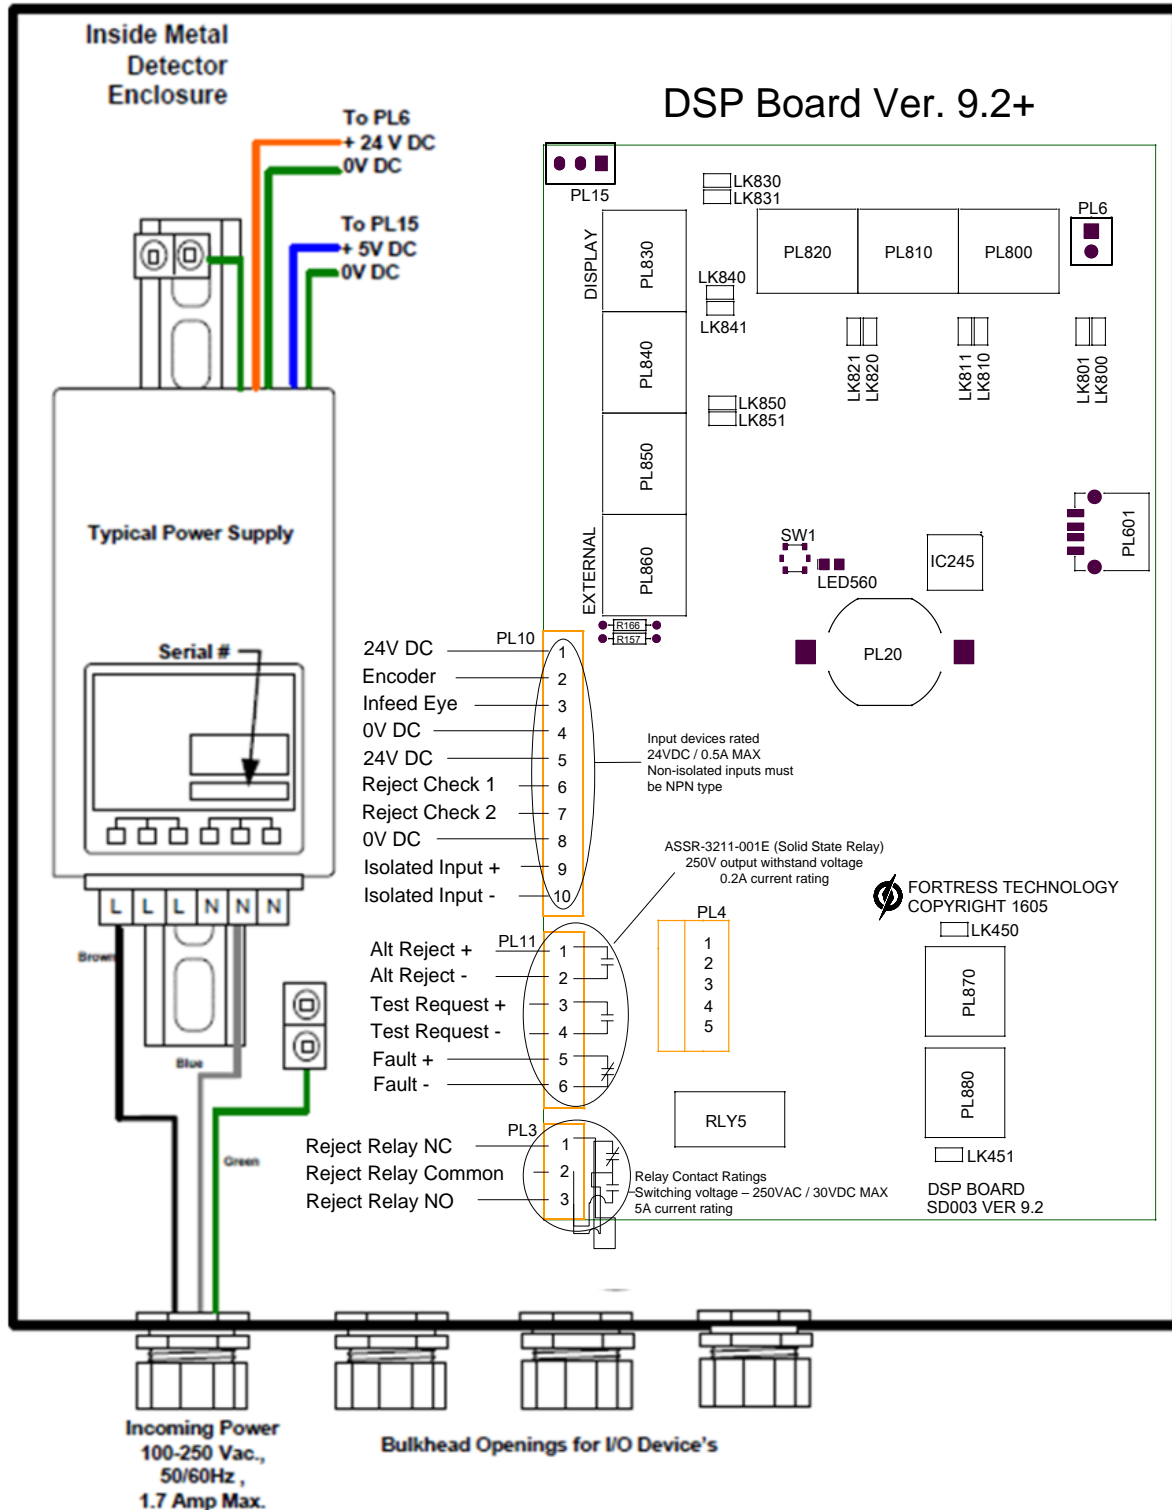 Inside Metal
Detector
Enclosure
DSP Board Ver. 9.2+
To PL6
+ 24 V DC
0V DC
To PL15
+ 5V DC
0V DC
PL15
LK830
LK831
PL6
DISPLAY
PL830
PL820
PL810
PL800
LK840
LK841
PL840
LK821
LK820
LK811
LK810
LK801
LK800
LK850
LK851
PL850
Typical Power Supply
EXTERNAL
PL860
SW1
LED560
IC245
PL601
R166
R157
PL20
Serial #
PL10
24V DC
1
Encoder
2
Infeed Eye
3
0V DC
4
24V DC
5
Reject Check 1
6
Reject Check 2
7
0V DC
8
Isolated Input +
9
Isolated Input -
10
Input devices rated
24VDC / 0.5A MAX
Non-isolated inputs must
be NPN type
ASSR-3211-001E (Solid State Relay)
250V output withstand voltage
0.2A current rating
L L L N N N
FORTRESS TECHNOLOGY
COPYRIGHT 1605
LK450
PL4
1
2
3
4
5
PL11
Alt Reject +
1
Alt Reject -
2
Test Request +
3
Test Request -
4
Fault +
5
Fault -
6
PL870
PL880
Brown
Blue
Green
RLY5
LK451
PL3
Reject Relay NC
1
Reject Relay Common
2
Reject Relay NO
3
Relay Contact Ratings
Switching voltage – 250VAC / 30VDC MAX
5A current rating
DSP BOARD
SD003 VER 9.2
Incoming Power
100-250 Vac.,
50/60Hz ,
1.7 Amp Max.
Bulkhead Openings for I/O Device's